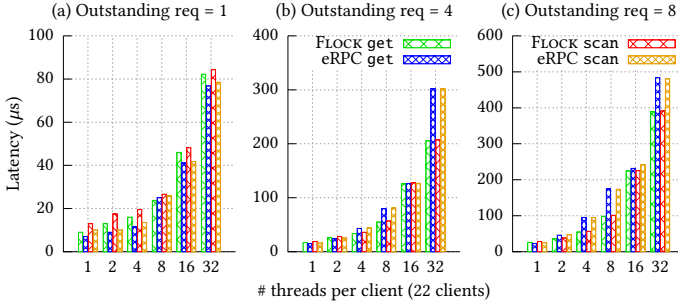 (a) Outstanding req = 1
(b) Outstanding req = 4
(c) Outstanding req = 8
Latency (μs)
100
80
60
40
20
0
1 2 4 8 16 32
400
300
200
100
0
1 2 4 8 16 32
600
500
400
300
200
100
0
1 2 4 8 16 32
FLOCK get
eRPC get
FLOCK scan
eRPC scan
# threads per client (22 clients)